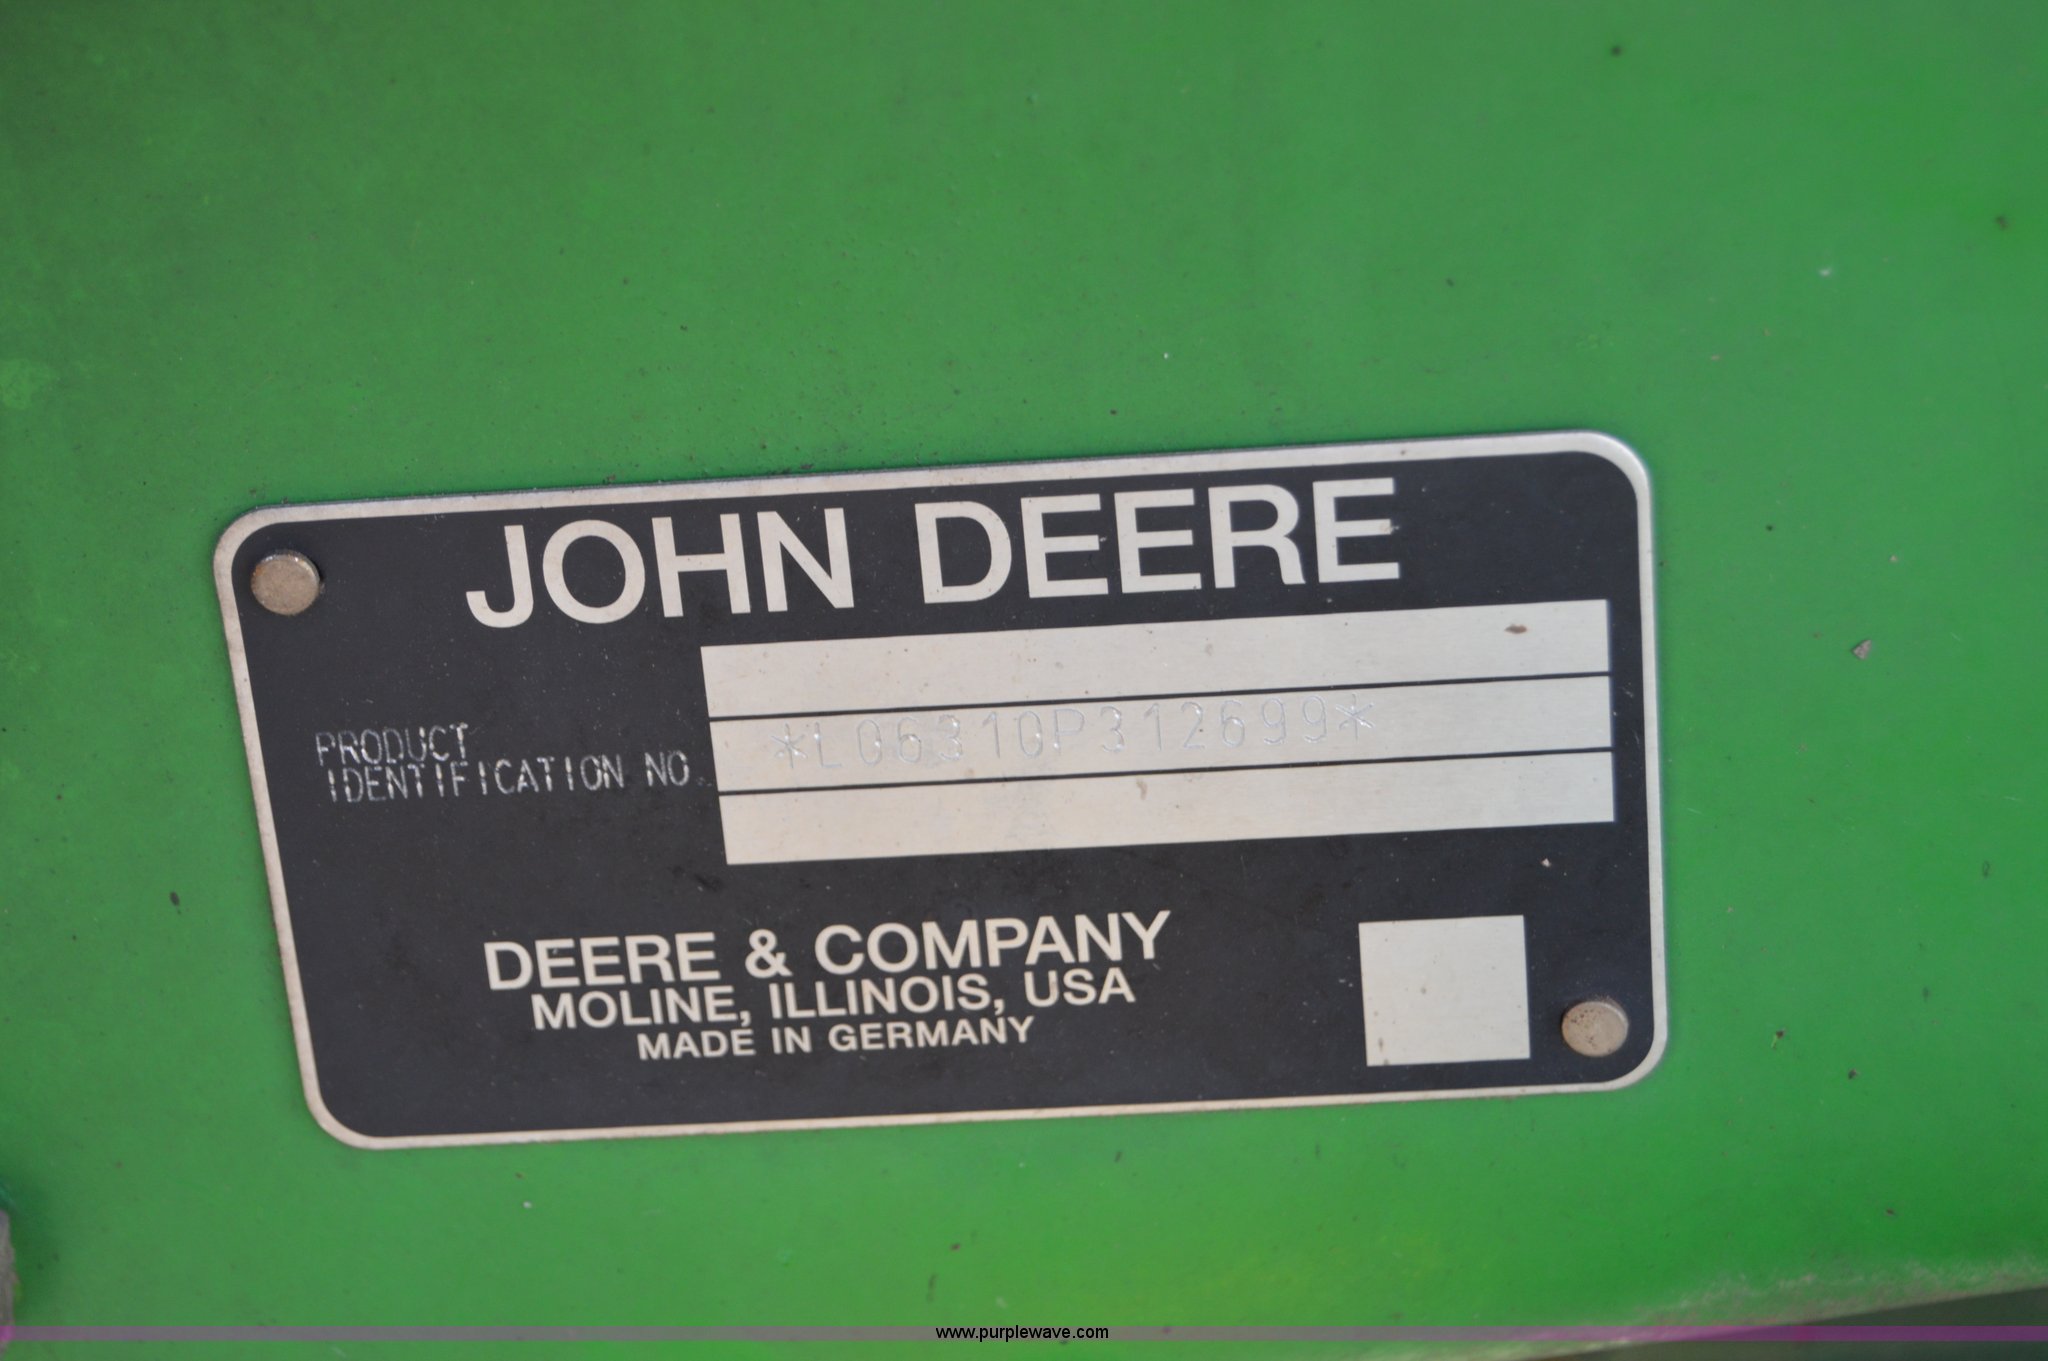 JOHN DEERE
PRODUCT
IDENTIFICATION NO
*L06310P312699*
DEERE & COMPANY
MOLINE, ILLINOIS, USA
MADE IN GERMANY
www.purplewave.com